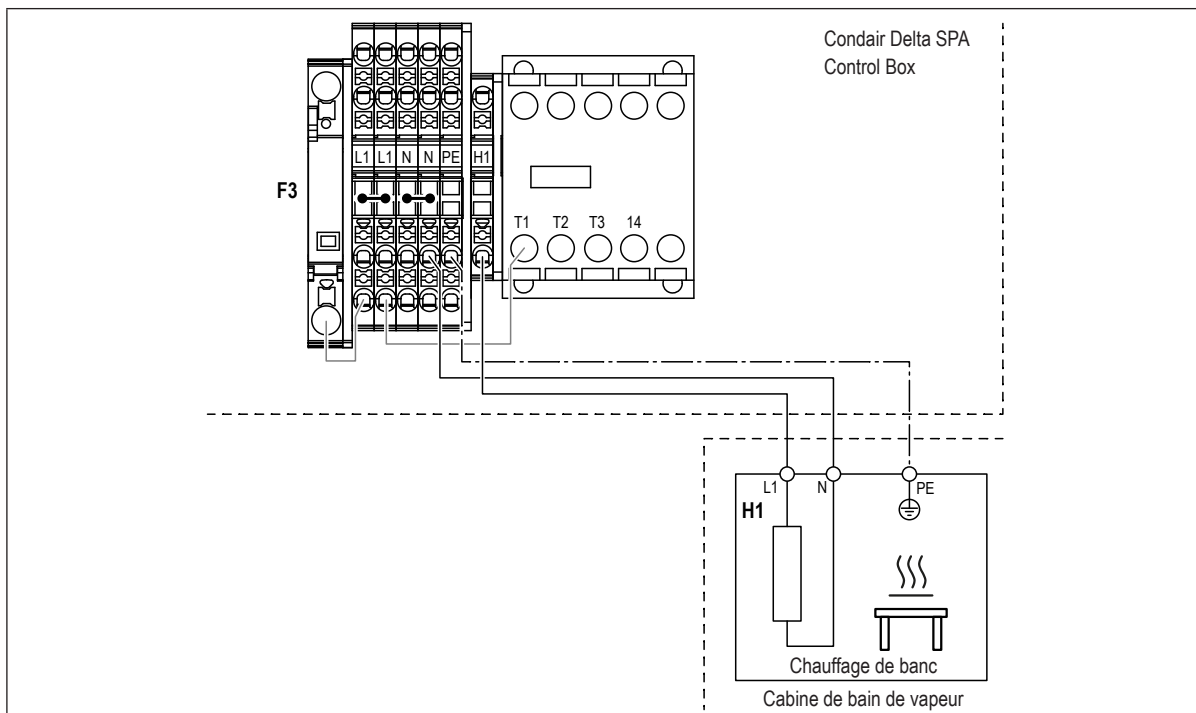 Condair Delta SPA
Control Box
L1 L1 N N PE H1
F3
T1 T2 T3 14
L1 N PE
H1
Chauffage de banc
Cabine de bain de vapeur